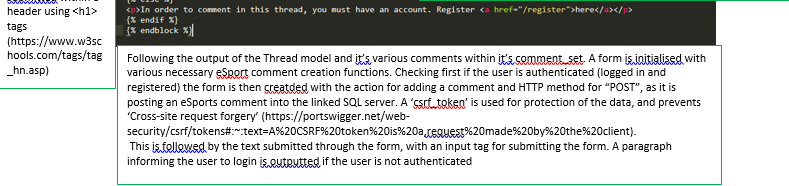 header using <h1>
tags
(https://www.w3sc
hools.com/tags/tag
_hn.asp)
<p>In order to comment in this thread, you must have an account. Register <a href="/register">here</a></p>
{% endif %}
{% endblock %}
Following the output of the Thread model and it's various comments within it's comment_set. A form is initialised with
various necessary eSport comment creation functions. Checking first if the user is authenticated (logged in and
registered) the form is then creatded with the action for adding a comment and HTTP method for "POST", as it is
posting an eSports comment into the linked SQL server. A 'csrf_token' is used for protection of the data, and prevents
'Cross-site request forgery' (https://portswigger.net/web-
security/csrf/tokens#:~:text=A%20CSRF%20token%20is%20a,request%20made%20by%20the%20client).
This is followed by the text submitted through the form, with an input tag for submitting the form. A paragraph
informing the user to login is outputted if the user is not authenticated